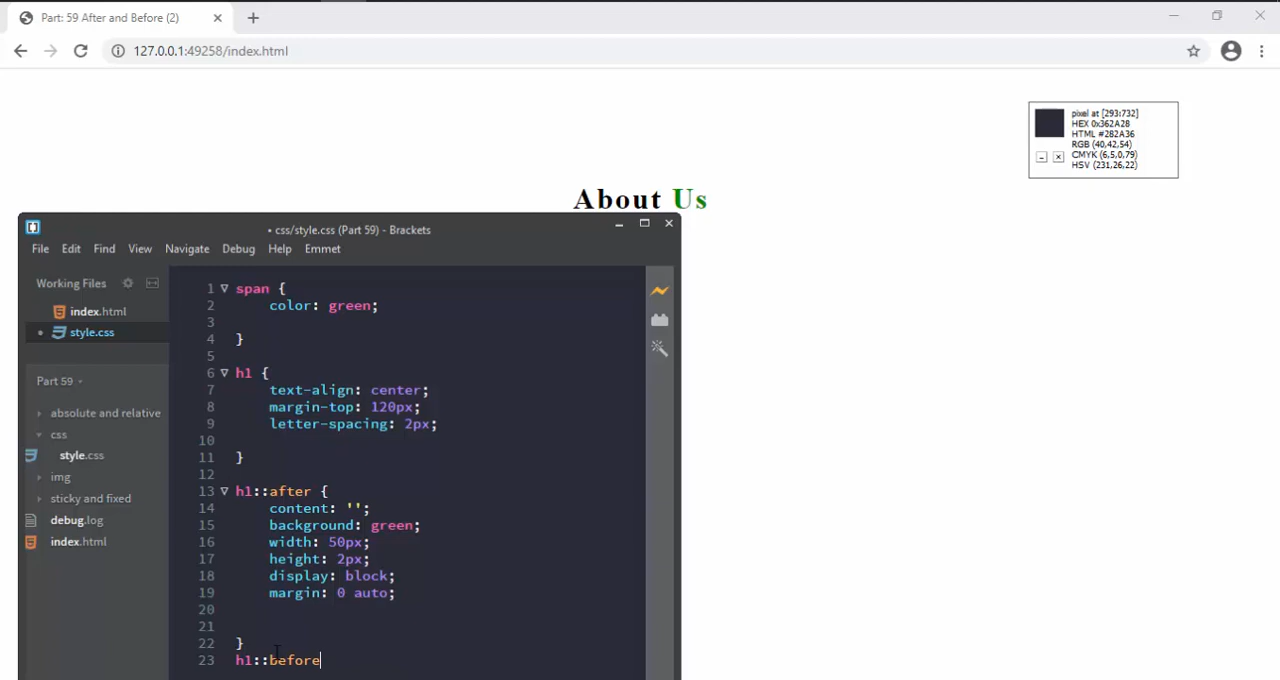 Part: 59 After and Before (2)
127.0.0.1:49258/index.html
pixel at [293:732]
HEX 0x362A28
HTML #282A36
RGB (40,42,54)
CMYK (6,5,0,79)
HSV (231,26,22)
About Us
• css/style.css (Part 59) - Brackets
File Edit Find View Navigate Debug Help Emmet
Working Files
index.html
style.css
Part 59
absolute and relative
css
style.css
img
sticky and fixed
debug.log
index.html
1 span {
2 color: green;
3
4 }
5
6 h1 {
7 text-align: center;
8 margin-top: 120px;
9 letter-spacing: 2px;
10
11 }
12
13 h1::after {
14 content: '';
15 background: green;
16 width: 50px;
17 height: 2px;
18 display: block;
19 margin: 0 auto;
20
21
22 }
23 h1::before